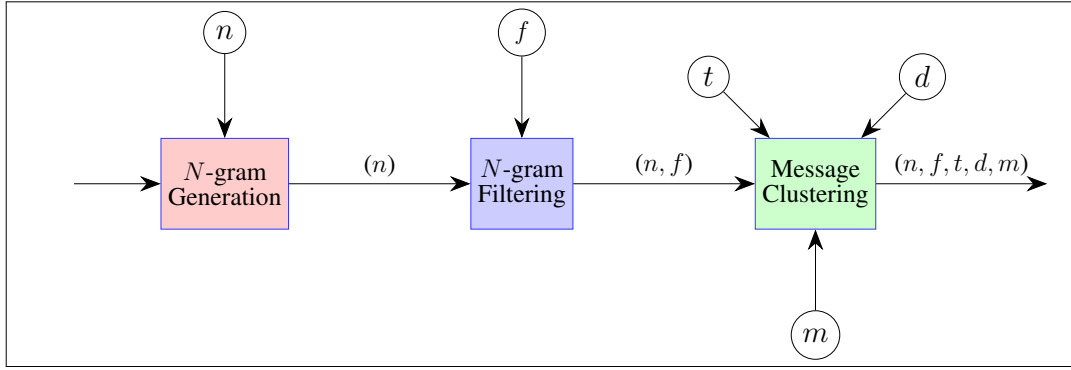 n
f
t
d
N-gram
Generation
(n)
N-gram
Filtering
(n, f)
Message
Clustering
(n, f, t, d, m)
m